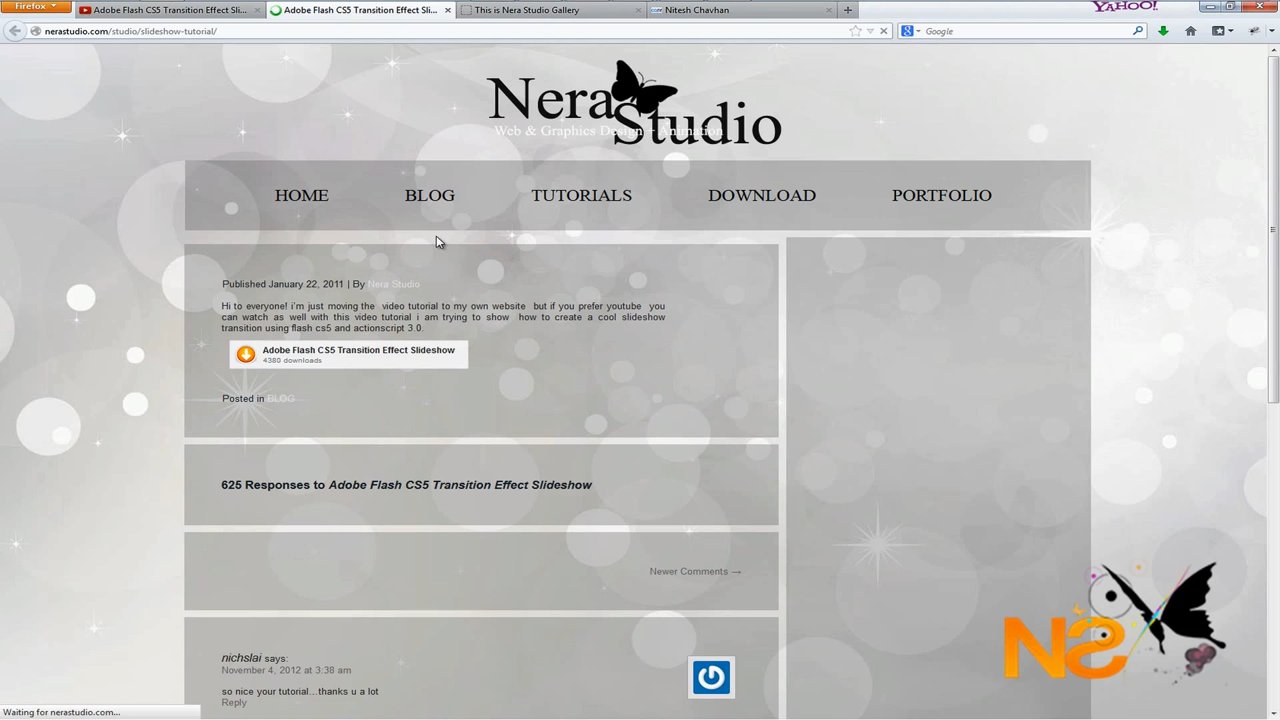 Firefox
Adobe Flash CS5 Transition Effect Sli...
Adobe Flash CS5 Transition Effect Sli...
This is Nera Studio Gallery
Nitesh Chavhan
YAHOO!
nerastudio.com/studio/slideshow-tutorial/
Google
Nera
Studio
Web & Graphics Design + Animation
HOME
BLOG
TUTORIALS
DOWNLOAD
PORTFOLIO
Published January 22, 2011 | By Nera Studio
Hi to everyone! i'm just moving the video tutorial to my own website but if you prefer youtube you
can watch as well with this video tutorial i am trying to show how to create a cool slideshow
transition using flash cs5 and actionscript 3.0.
Adobe Flash CS5 Transition Effect Slideshow
4380 downloads
Posted in BLOG
625 Responses to Adobe Flash CS5 Transition Effect Slideshow
Newer Comments →
nichslai says:
November 4, 2012 at 3:38 am
so nice your tutorial...thanks u a lot
Reply
NS
Waiting for nerastudio.com...